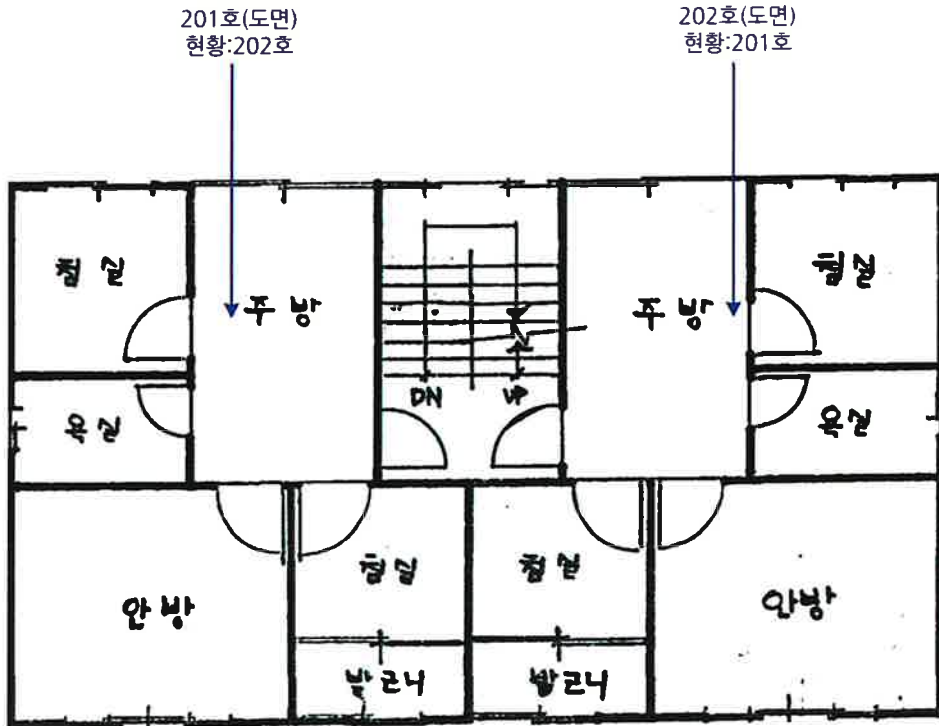 201호(도면)
현황:202호
202호(도면)
현황:201호
침실
주방
주방
침실
DN
UP
욕실
욕실
침실
침실
안방
안방
발코니
발코니